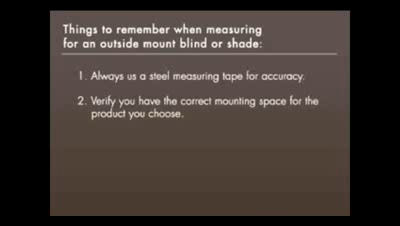 Things to remember when measuring
for an outside mount blind or shade:
1. Always us a steel measuring tape for accuracy.
2. Verify you have the correct mounting space for the
product you choose.